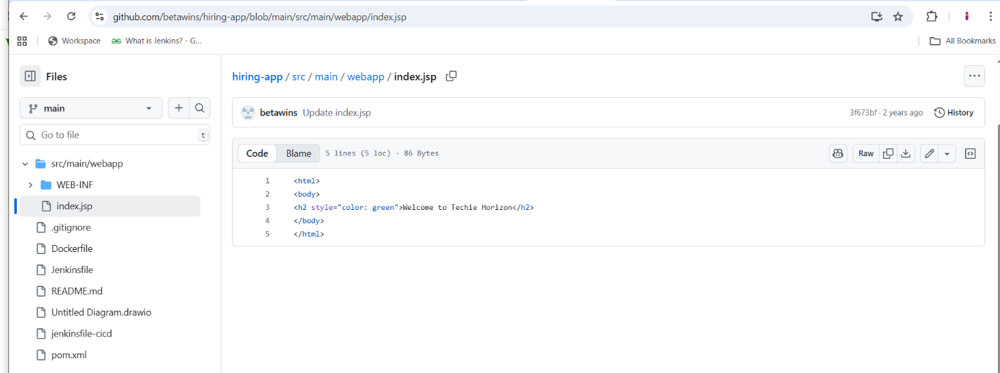 github.com/betawins/hiring-app/blob/main/src/main/webapp/index.jsp
Workspace What is Jenkins? - G... All Bookmarks
Files
main
Go to file t
src/main/webapp
WEB-INF
index.jsp
.gitignore
Dockerfile
Jenkinsfile
README.md
Untitled Diagram.drawio
jenkinsfile-cicd
pom.xml
hiring-app / src / main / webapp / index.jsp
betawins Update index.jsp 3f673bf · 2 years ago History
Code Blame 5 lines (5 loc) · 86 Bytes Raw
1 <html>
2 <body>
3 <h2 style="color: green">Welcome to Techie Horizon</h2>
4 </body>
5 </html>